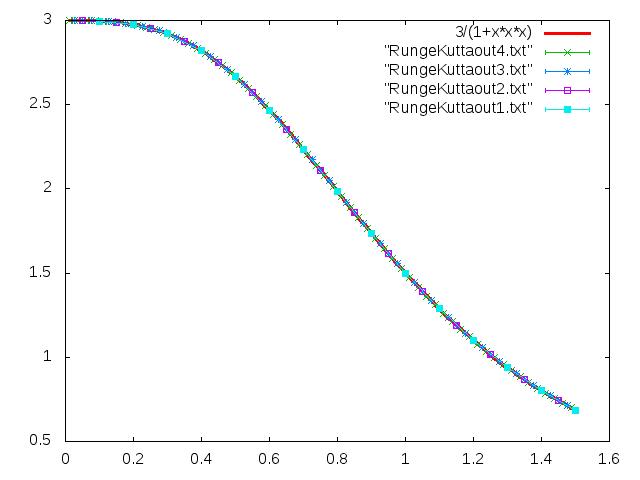 3
3/(1+x*x*x)
"RungeKuttaout4.txt"
"RungeKuttaout3.txt"
"RungeKuttaout2.txt"
"RungeKuttaout1.txt"
2.5
2
1.5
1
0.5
0 0.2 0.4 0.6 0.8 1 1.2 1.4 1.6